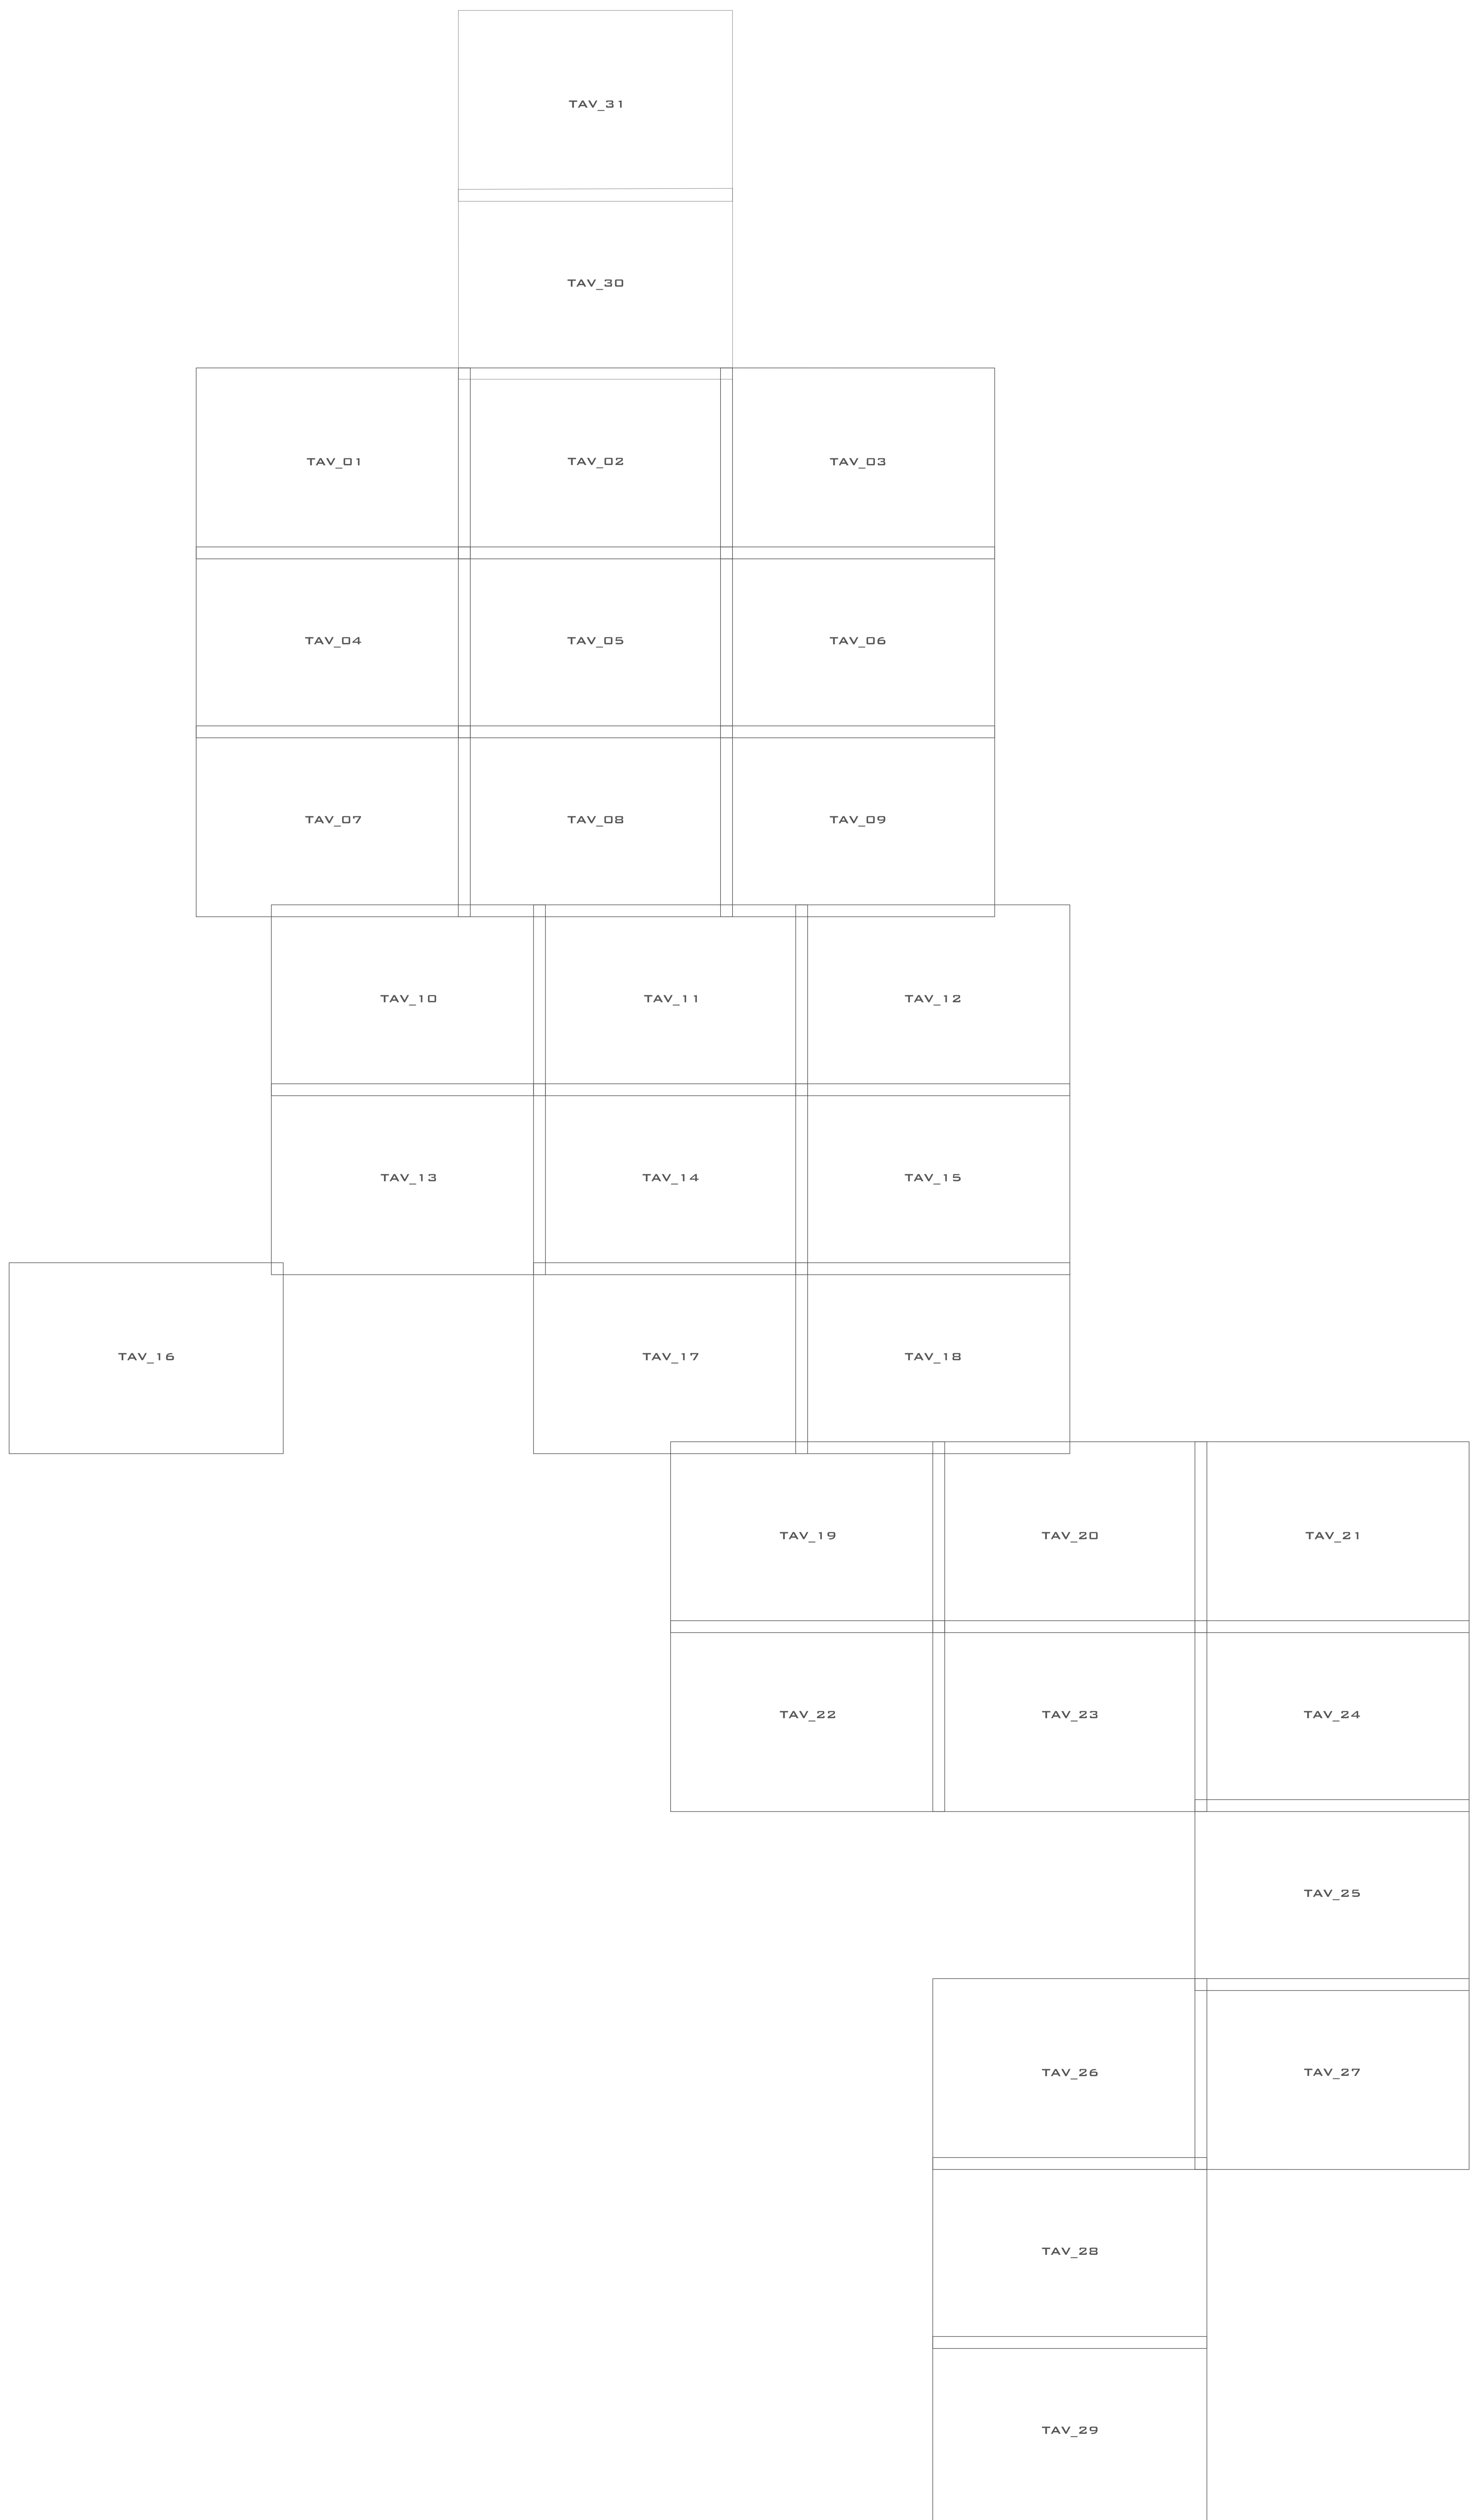 TAV_31
TAV_30
TAV_01 TAV_02 TAV_03
TAV_04 TAV_05 TAV_06
TAV_07 TAV_08 TAV_09
TAV_10 TAV_11 TAV_12
TAV_13 TAV_14 TAV_15
TAV_16 TAV_17 TAV_18
TAV_19 TAV_20 TAV_21
TAV_22 TAV_23 TAV_24
TAV_25
TAV_26 TAV_27
TAV_28
TAV_29